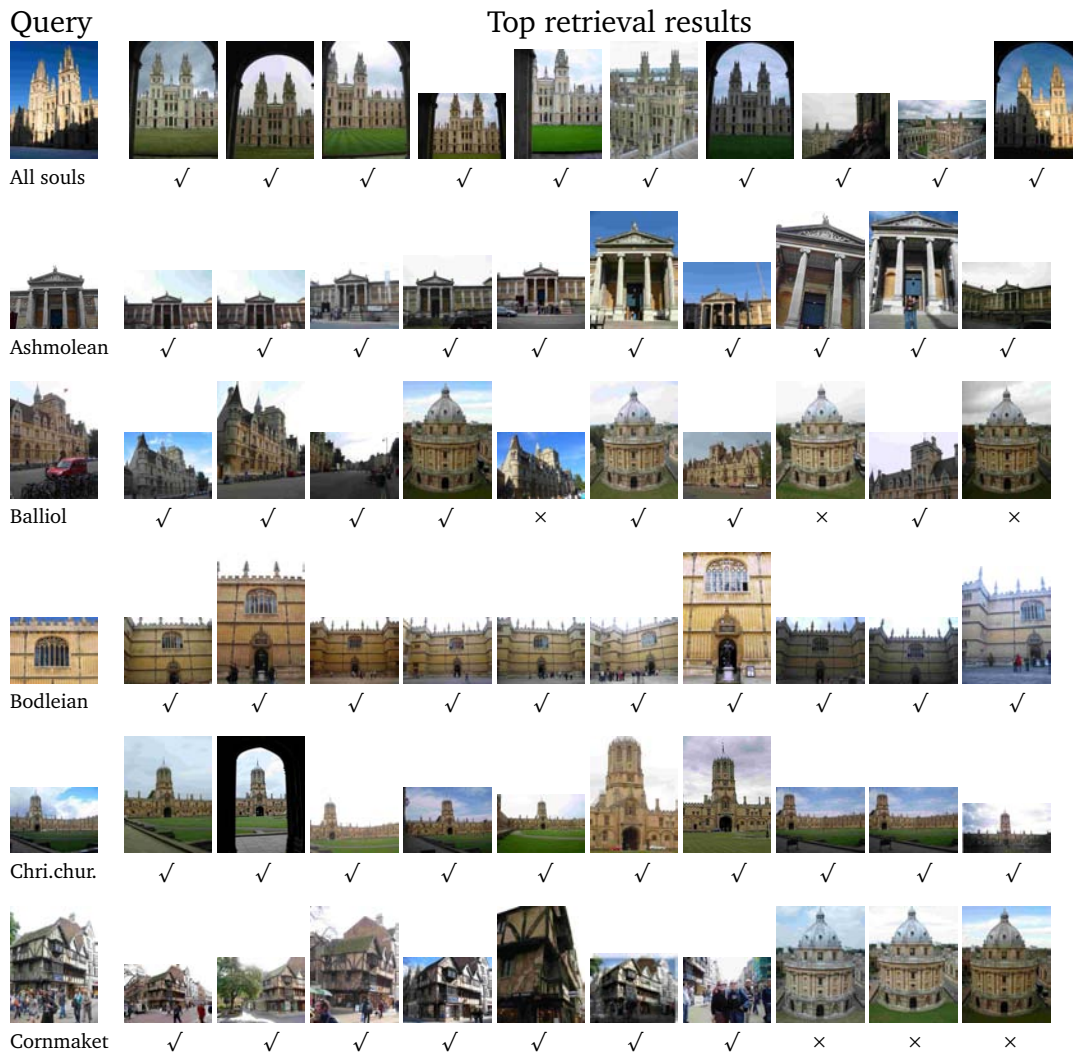 Query Top retrieval results
All souls √ √ √ √ √ √ √ √ √ √
Ashmolean √ √ √ √ √ √ √ √ √ √
Balliol √ √ √ √ × √ √ × √ ×
Bodleian √ √ √ √ √ √ √ √ √ √
Chri.chur. √ √ √ √ √ √ √ √ √ √
Cornmaket √ √ √ √ √ √ √ × × ×